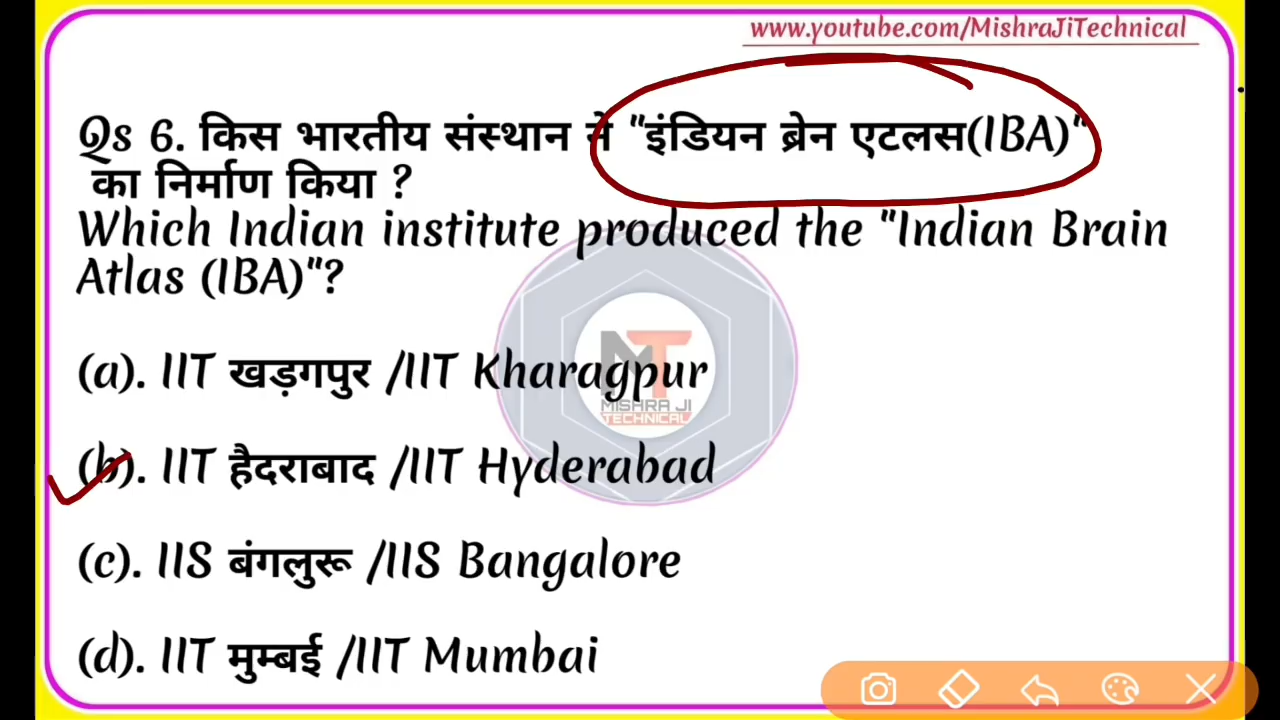 www.youtube.com/MishraJiTechnical
Qs 6. किस भारतीय संस्थान ने "इंडियन ब्रेन एटलस(IBA)"
का निर्माण किया ?
Which Indian institute produced the "Indian Brain
Atlas (IBA)"?
(a). IIT खड़गपुर /IIT Kharagpur
MT
MISHRA JI
TECHNICAL
(b). IIT हैदराबाद /IIT Hyderabad
(c). IIS बंगलुरू /IIS Bangalore
(d). IIT मुम्बई /IIT Mumbai